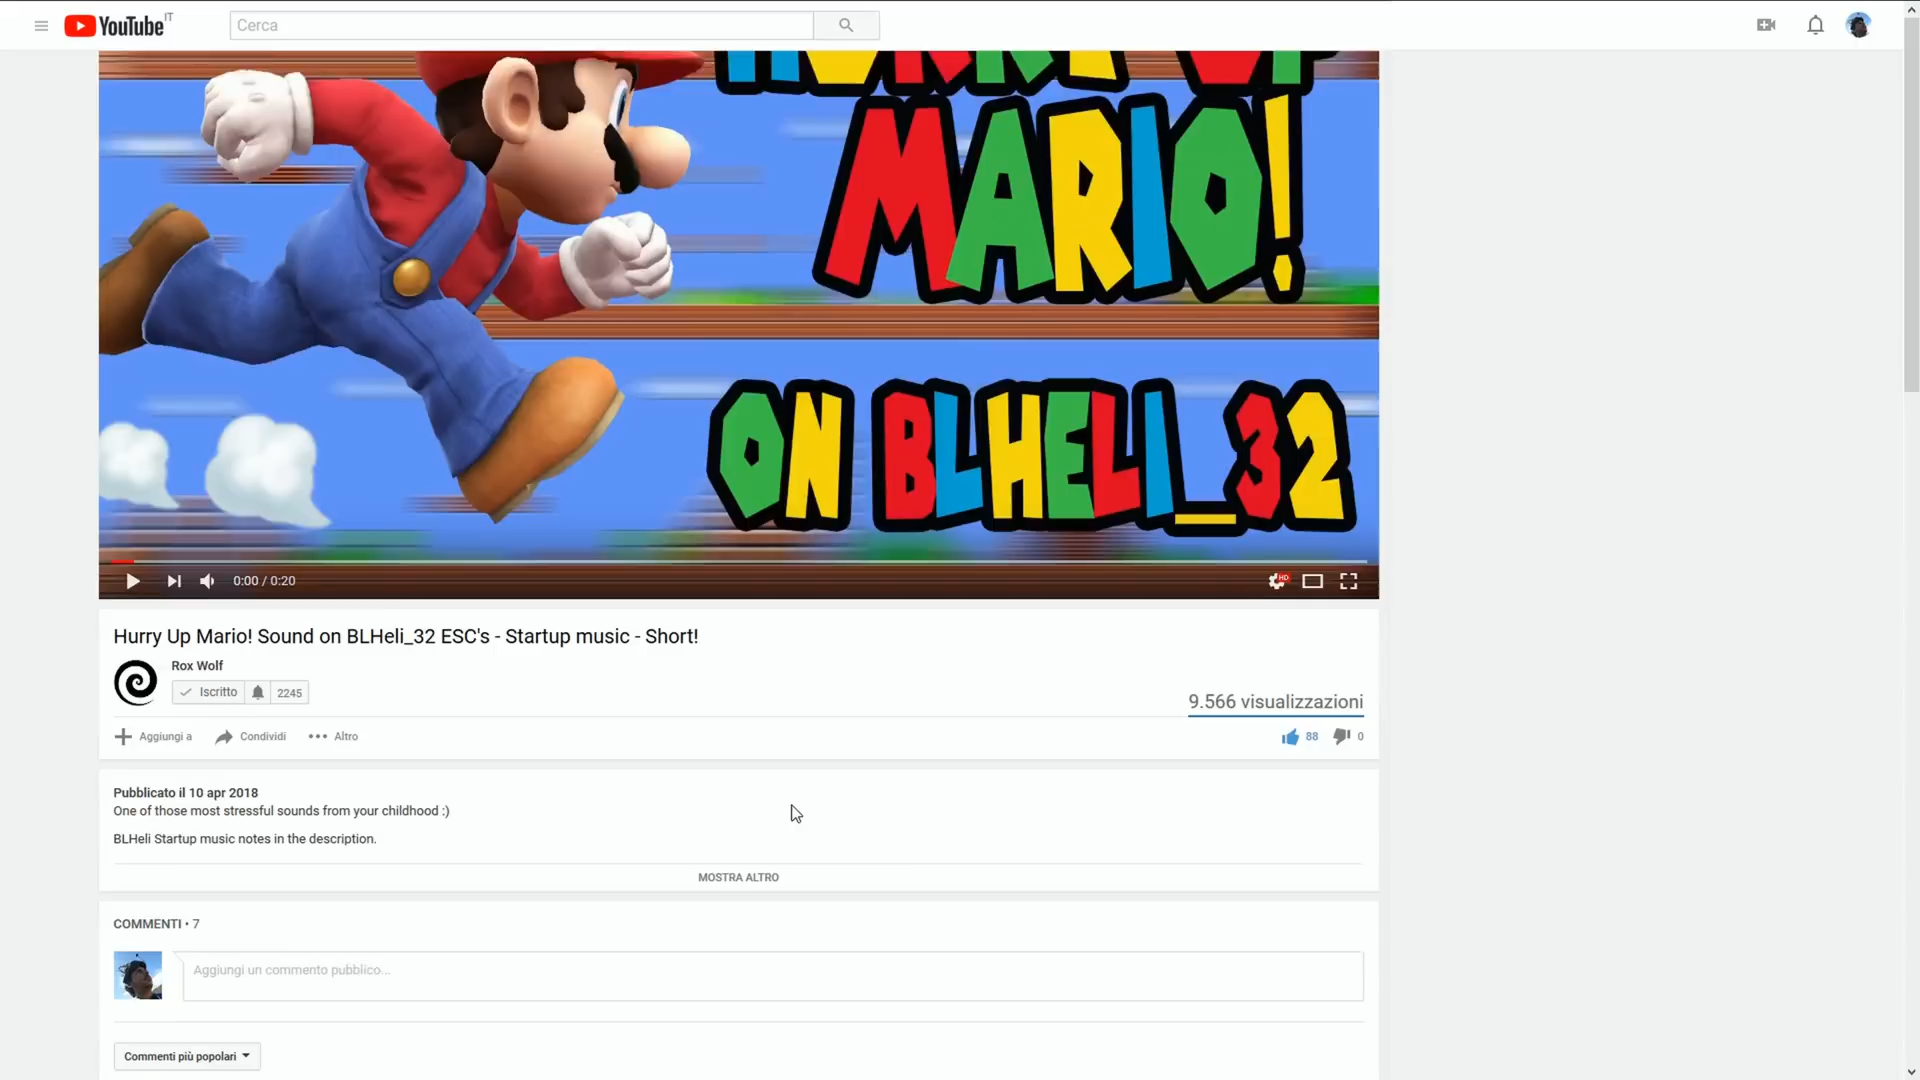 YouTube IT
Cerca
HURRY UP
MARIO!
ON BLHELI_32
0:00 / 0:20
HD
Hurry Up Mario! Sound on BLHeli_32 ESC's - Startup music - Short!
Rox Wolf
Iscritto 2245
9.566 visualizzazioni
Aggiungi a Condividi Altro 88 0
Pubblicato il 10 apr 2018
One of those most stressful sounds from your childhood :)
BLHeli Startup music notes in the description.
MOSTRA ALTRO
COMMENTI • 7
Aggiungi un commento pubblico...
Commenti più popolari